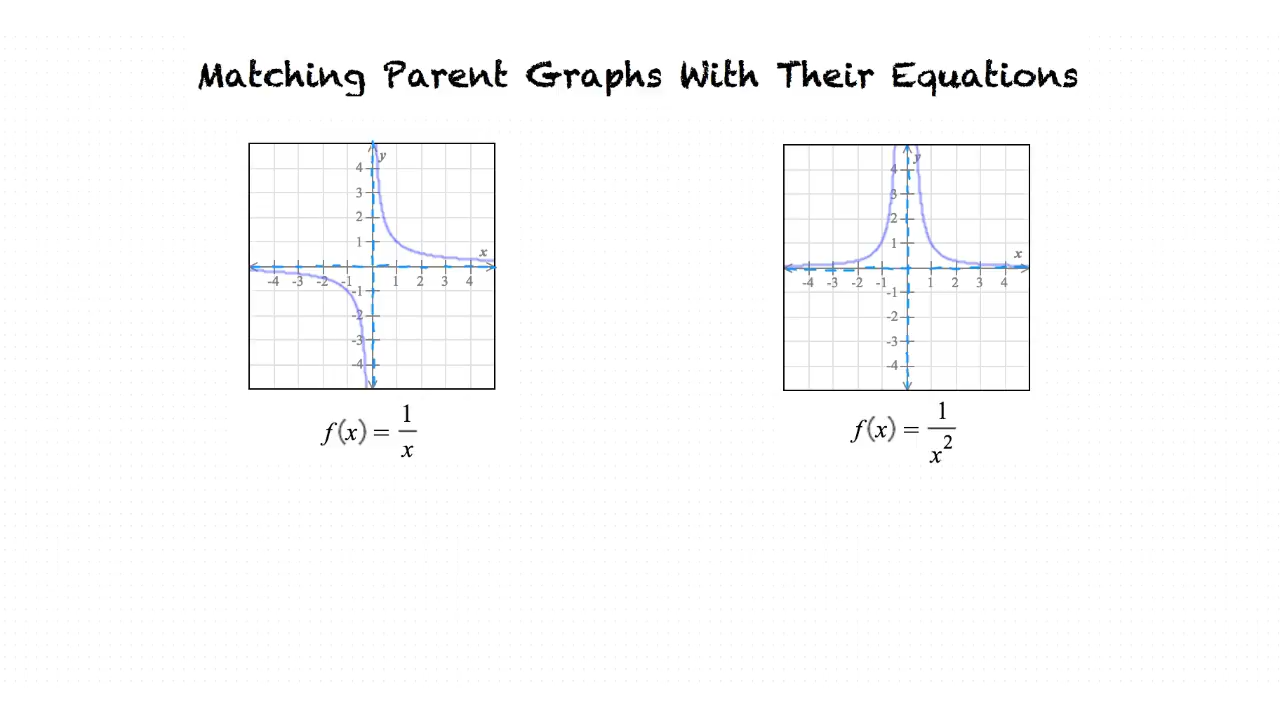 Matching Parent Graphs With Their Equations
y
4
3
2
1
x
-4 -3 -2 -1 1 2 3 4
-1
-2
-3
-4
f(x) = 1/x
y
4
3
2
1
x
-4 -3 -2 -1 1 2 3 4
-1
-2
-3
-4
f(x) = 1/x²